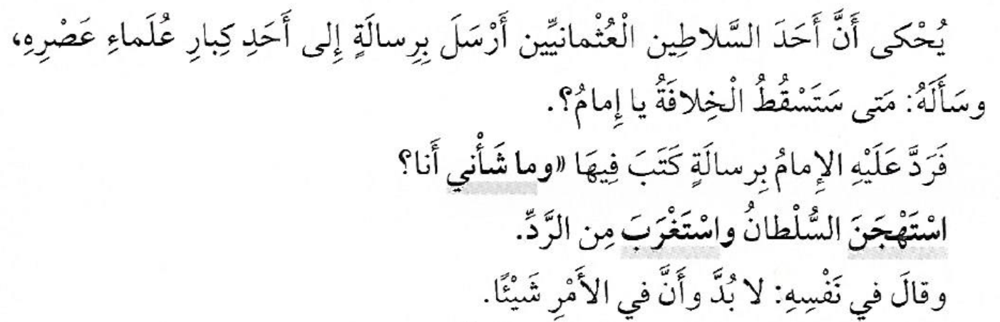 يُحْكى أَنَّ أَحَدَ السَّلاطِين الْعُثْمانيِّين أَرْسَلَ بِرِسالَةٍ إِلى أَحَدِ كِبارِ عُلَماءِ عَصْرِهِ،
وسَأَلَهُ: مَتى سَتَسْقُطُ الْخِلافَةُ يا إِمامُ؟.
فَرَدَّ عَلَيْهِ الإِمامُ بِرسالَةٍ كَتَبَ فِيهَا «وما شَأْني أَنا؟
اسْتَهْجَنَ السُّلْطانُ واسْتَغْرَبَ مِن الرَّدِّ.
وقالَ في نَفْسِهِ: لا بُدَّ وأَنَّ في الأَمْرِ شَيْئًا.